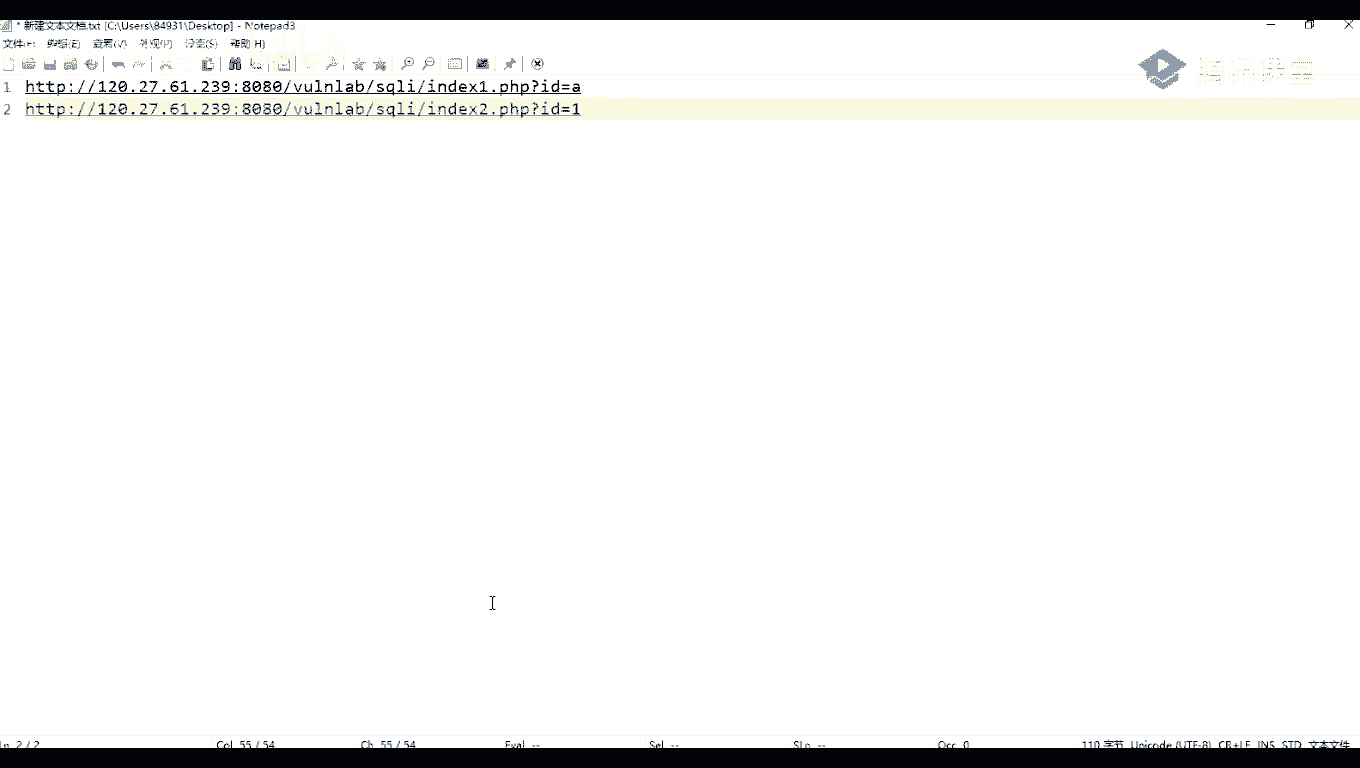 * 新建文本文档.txt [C:\Users\84931\Desktop] - Notepad3
文件(F) 编辑(E) 查看(V) 外观(P) 设置(S) 帮助(H)
1 http://120.27.61.239:8080/vulnlab/sqli/index1.php?id=a
2 http://120.27.61.239:8080/vulnlab/sqli/index2.php?id=1
腾讯课堂
Ln 2 / 2 Col 55 / 54 Ch 55 / 54 Eval -- Sel -- SLn -- Occ 0 110 字节 Unicode (UTF-8) CR+LF INS STD 文本文件